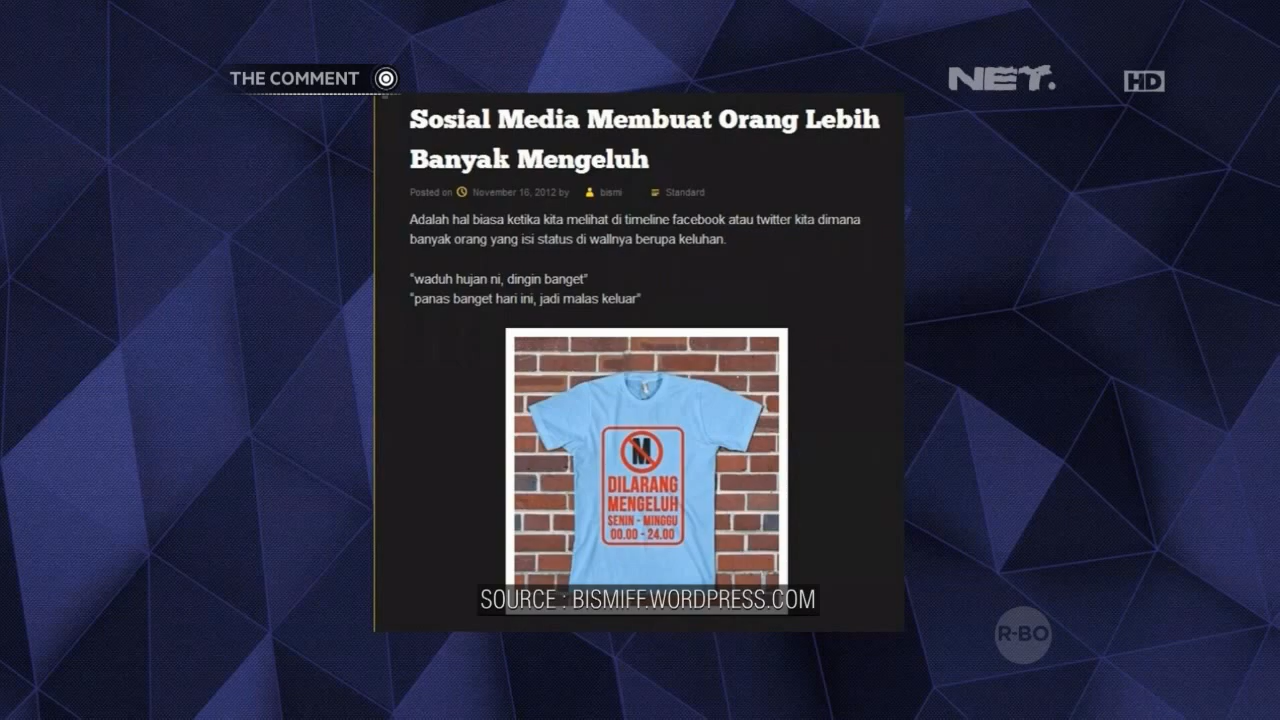 THE COMMENT
NET.
HD
Sosial Media Membuat Orang Lebih
Banyak Mengeluh
Posted on November 16, 2012 by bismi Standard
Adalah hal biasa ketika kita melihat di timeline facebook atau twitter kita dimana
banyak orang yang isi status di wallnya berupa keluhan.
"waduh hujan ni, dingin banget"
"panas banget hari ini, jadi malas keluar"
M
DILARANG
MENGELUH
SENIN - MINGGU
00.00 - 24.00
SOURCE : BISMIFF.WORDPRESS.COM
R-BO